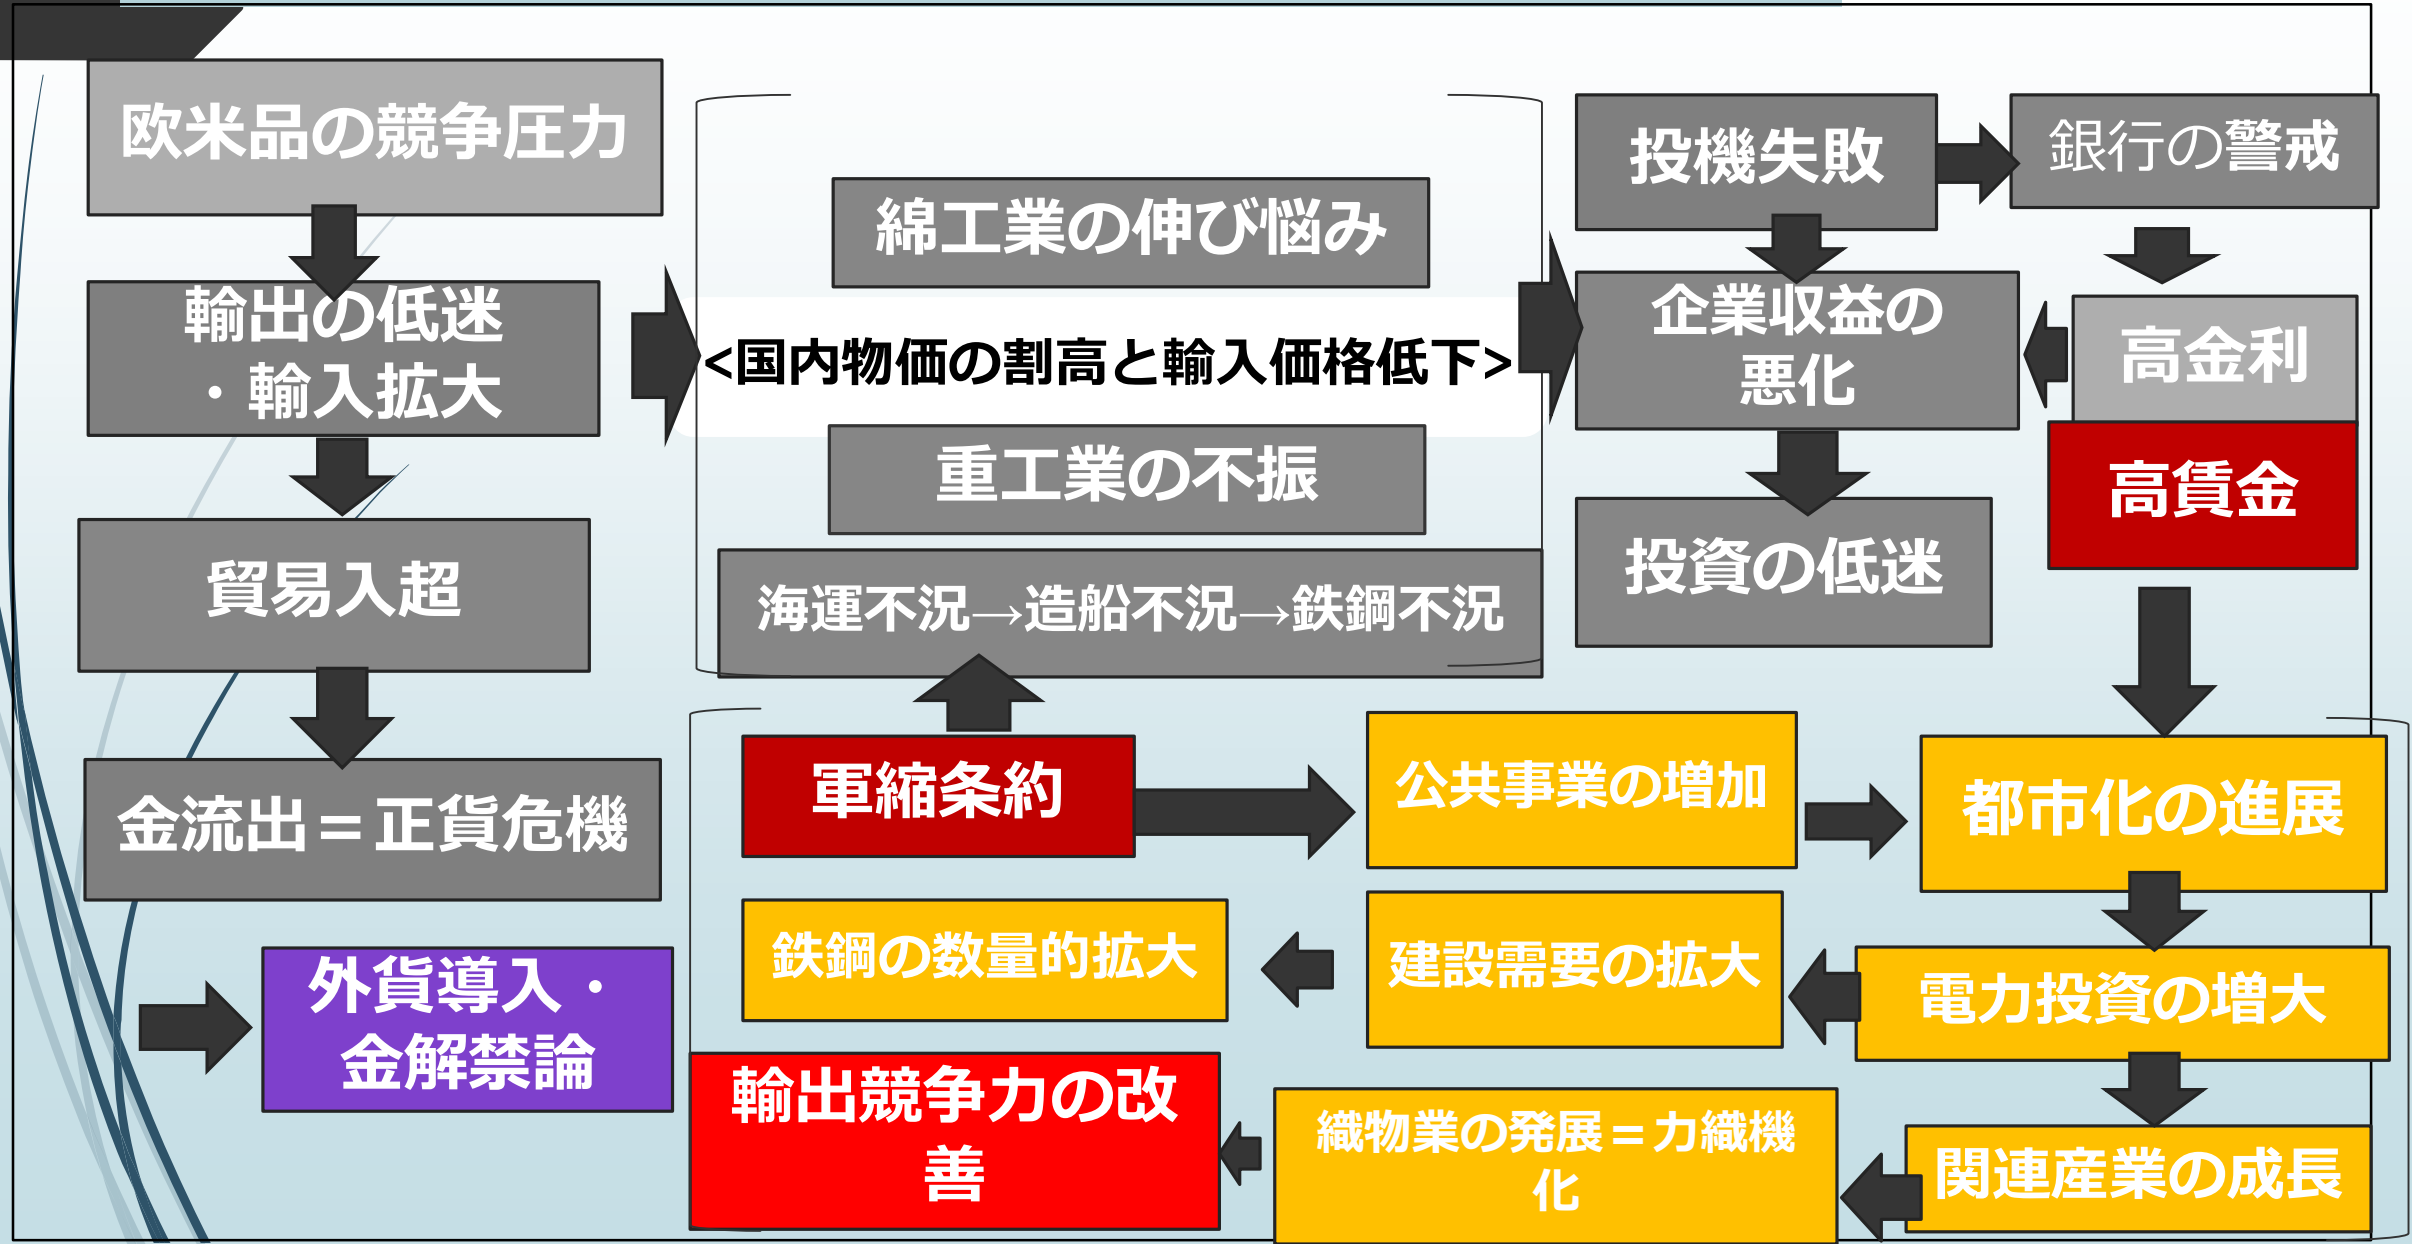 欧米品の競争圧力
輸出の低迷
・輸入拡大
貿易入超
金流出＝正貨危機
外貨導入・
金解禁論
綿工業の伸び悩み
<国内物価の割高と輸入価格低下>
重工業の不振
海運不況→造船不況→鉄鋼不況
投機失敗
銀行の警戒
企業収益の
悪化
高金利
高賃金
投資の低迷
軍縮条約
公共事業の増加
都市化の進展
鉄鋼の数量的拡大
建設需要の拡大
電力投資の増大
輸出競争力の改
善
織物業の発展＝力織機
化
関連産業の成長